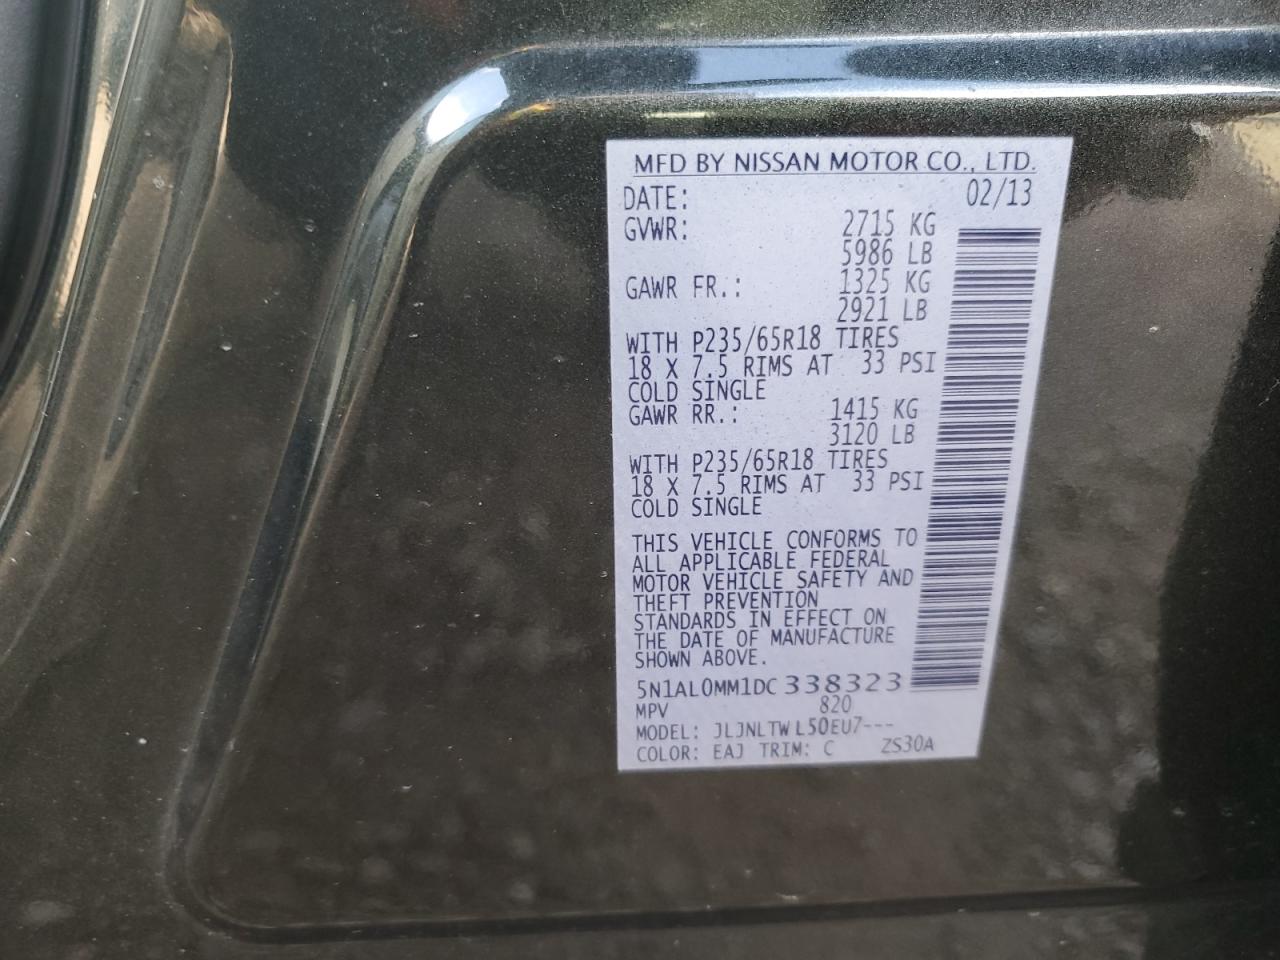 MFD BY NISSAN MOTOR CO., LTD.
DATE: 02/13
GVWR: 2715 KG
5986 LB
GAWR FR.: 1325 KG
2921 LB
WITH P235/65R18 TIRES
18 X 7.5 RIMS AT 33 PSI
COLD SINGLE
GAWR RR.: 1415 KG
3120 LB
WITH P235/65R18 TIRES
18 X 7.5 RIMS AT 33 PSI
COLD SINGLE
THIS VEHICLE CONFORMS TO
ALL APPLICABLE FEDERAL
MOTOR VEHICLE SAFETY AND
THEFT PREVENTION
STANDARDS IN EFFECT ON
THE DATE OF MANUFACTURE
SHOWN ABOVE.
5N1AL0MM1DC338323
MPV 820
MODEL: JLJNLTWL50EU7---
COLOR: EAJ TRIM: C ZS30A